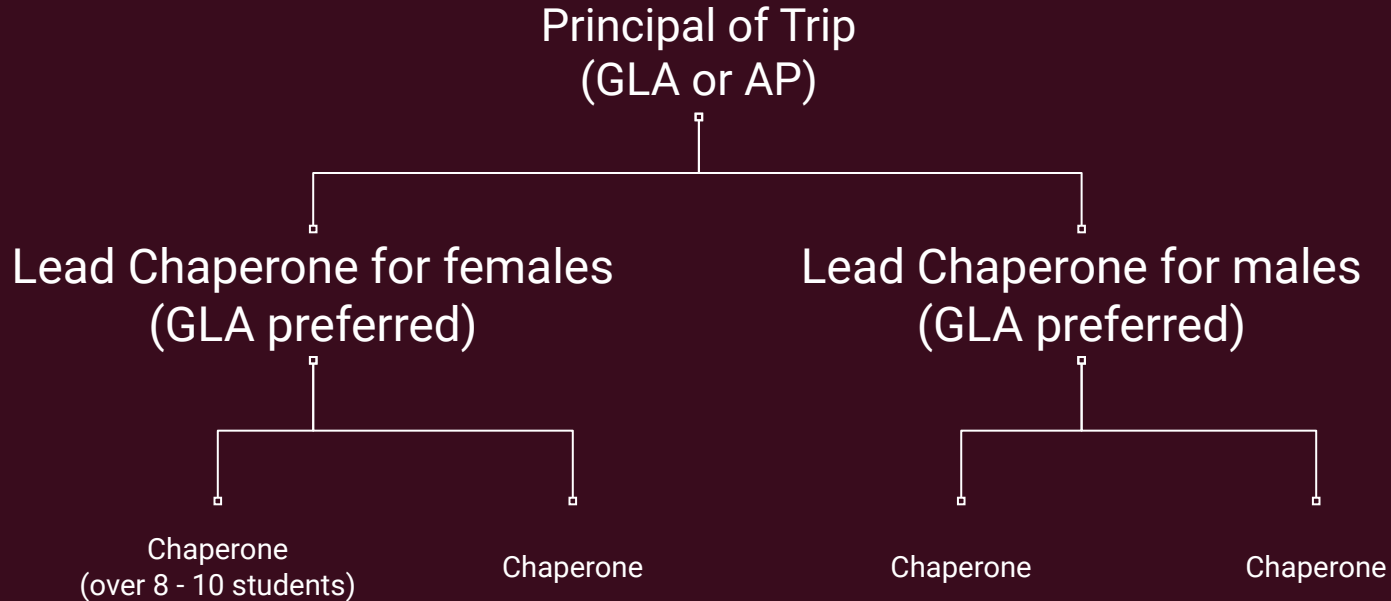 Principal of Trip
(GLA or AP)
Lead Chaperone for females
(GLA preferred)
Lead Chaperone for males
(GLA preferred)
Chaperone
(over 8 - 10 students)
Chaperone
Chaperone
Chaperone